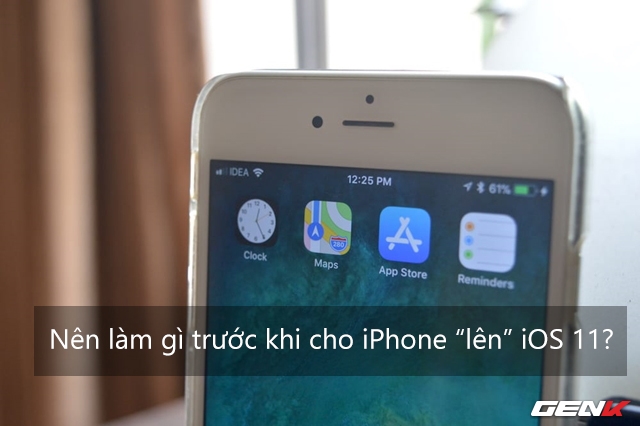 IDEA 12:25 PM 61%
Clock Maps App Store Reminders
280
Nên làm gì trước khi cho iPhone “lên” iOS 11?
GENK